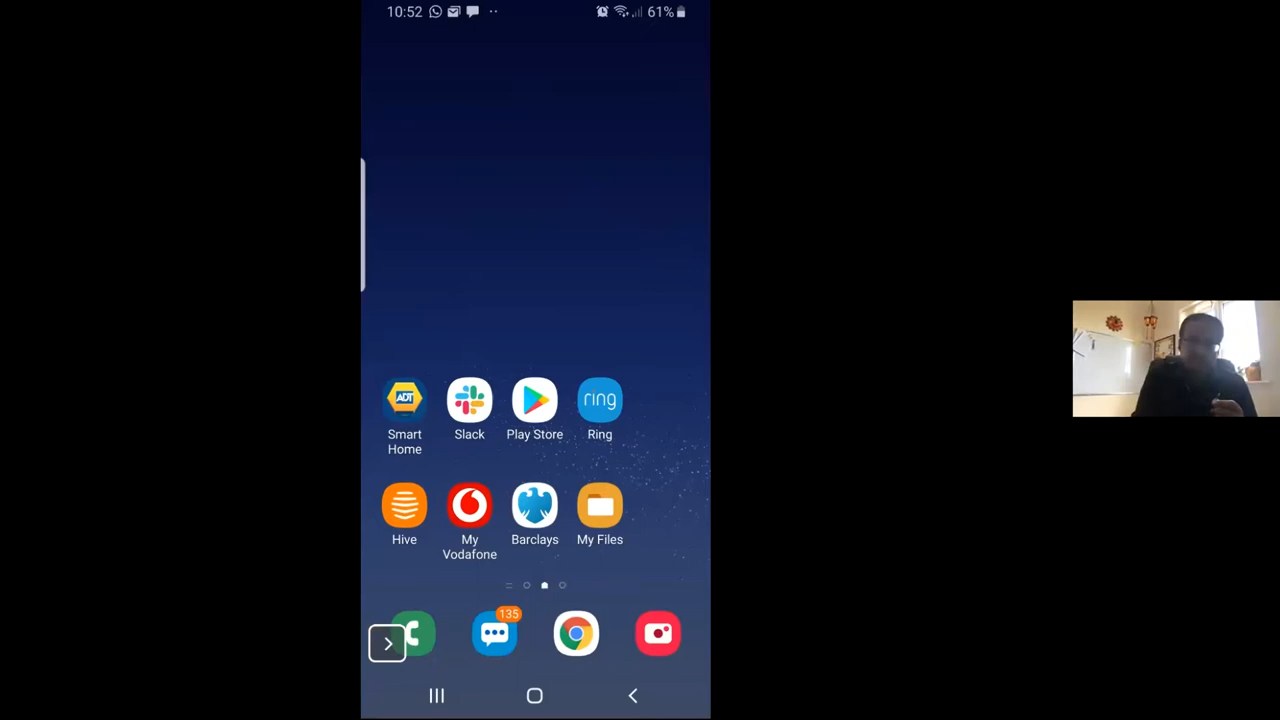 10:52
61%
ADT
ring
Smart Home
Slack
Play Store
Ring
Hive
My Vodafone
Barclays
My Files
135